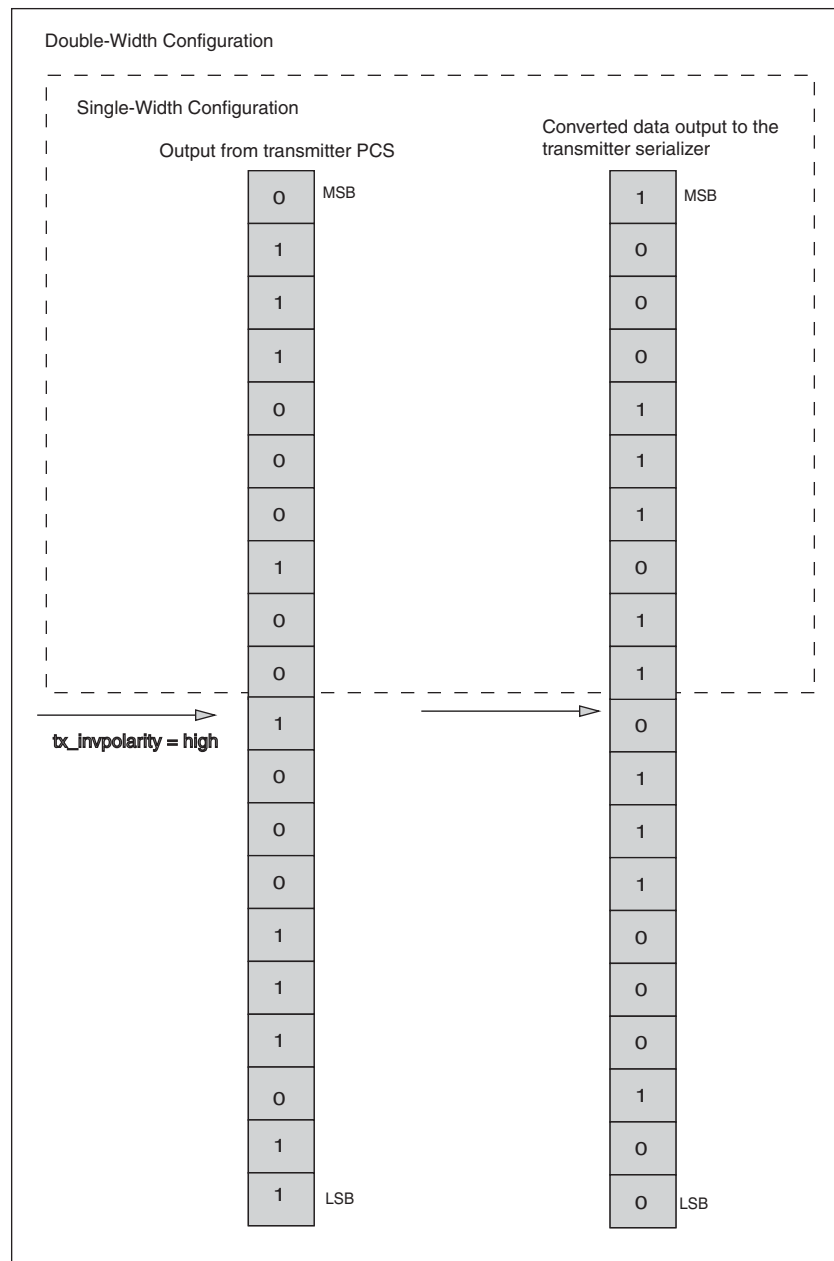 Double-Width Configuration
Single-Width Configuration
Output from transmitter PCS
Converted data output to the
transmitter serializer
0 MSB 1 MSB
1 0
1 0
1 0
0 1
0 1
0 1
1 0
0 1
0 1
1 0
tx_invpolarity = high
0 1
0 1
0 1
1 0
1 0
1 0
0 1
1 0
1 LSB 0 LSB